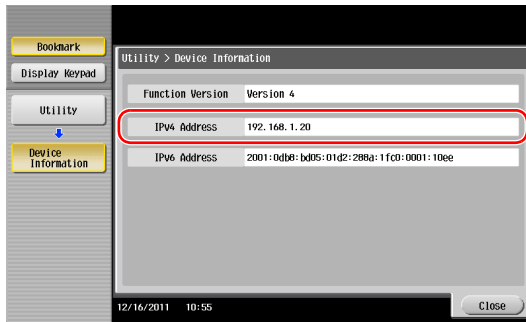 Bookmark
Display Keypad
Utility
Device
Information
Utility > Device Information
Function Version Version 4
IPv4 Address 192.168.1.20
IPv6 Address 2001:0db8:bd05:01d2:288a:1fc0:0001:10ee
12/16/2011 10:55
Close